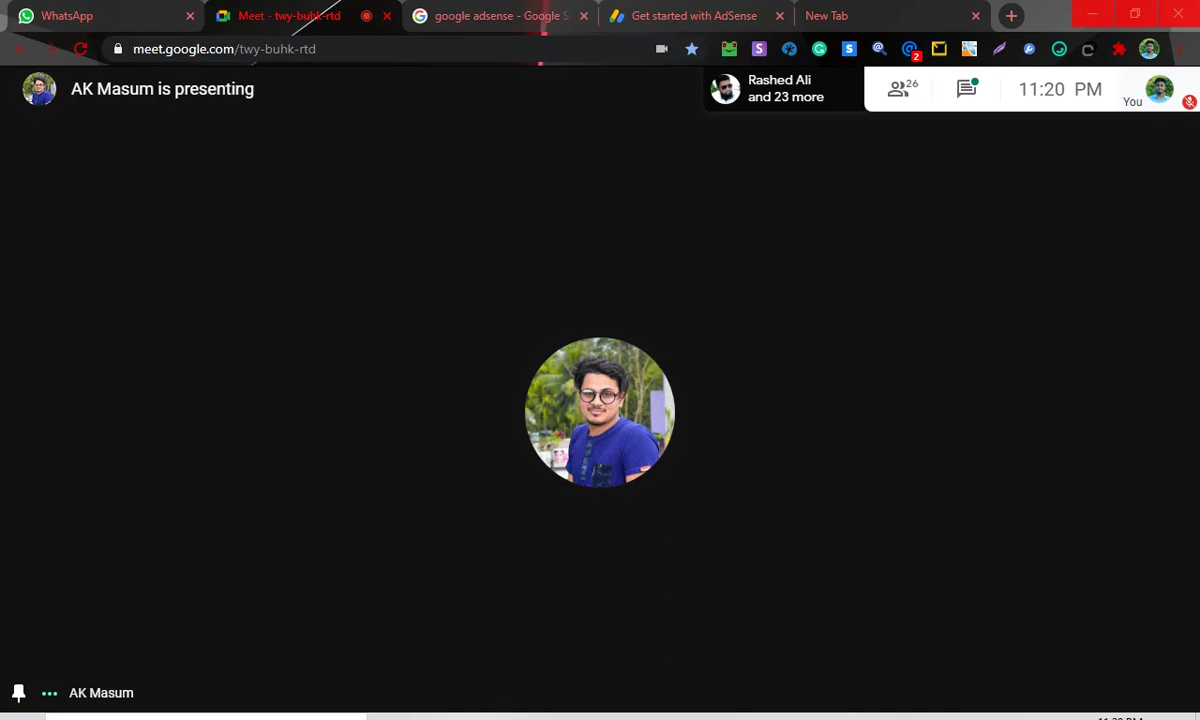 WhatsApp
Meet - twy-buhk-rtd
google adsense - Google S
Get started with AdSense
New Tab
meet.google.com/twy-buhk-rtd
2
AK Masum is presenting
Rashed Ali
and 23 more
26
11:20 PM
You
AK Masum